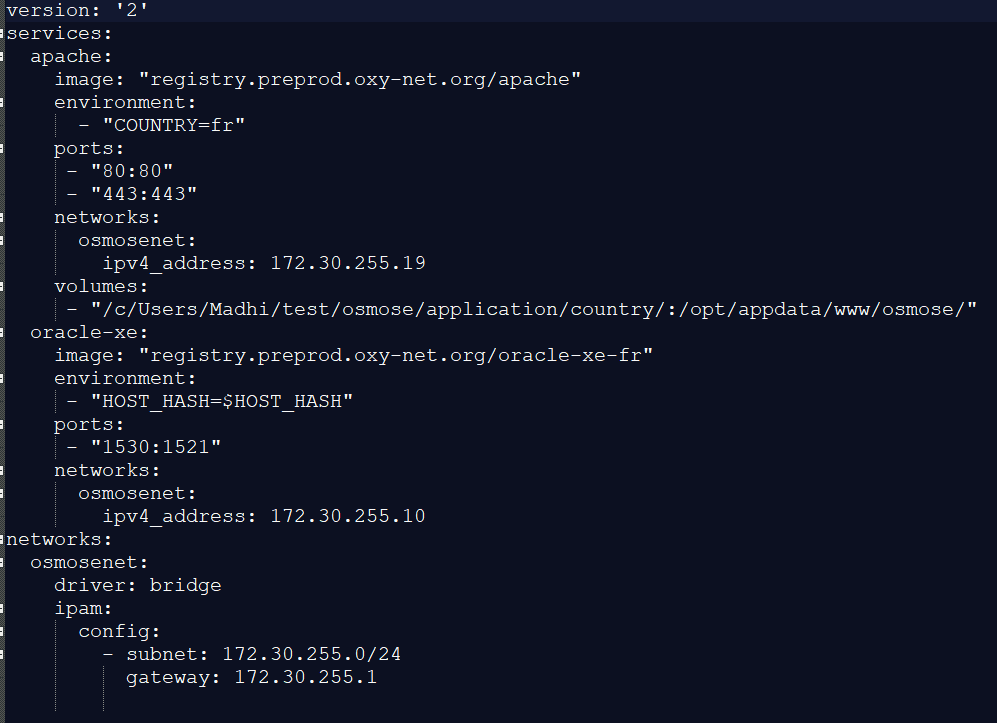 version: '2'
services:
  apache:
    image: "registry.preprod.oxy-net.org/apache"
    environment:
      - "COUNTRY=fr"
    ports:
     - "80:80"
     - "443:443"
    networks:
      osmosenet:
        ipv4_address: 172.30.255.19
    volumes:
     - "/c/Users/Madhi/test/osmose/application/country/:/opt/appdata/www/osmose/"
  oracle-xe:
    image: "registry.preprod.oxy-net.org/oracle-xe-fr"
    environment:
     - "HOST_HASH=$HOST_HASH"
    ports:
     - "1530:1521"
    networks:
      osmosenet:
        ipv4_address: 172.30.255.10
networks:
  osmosenet:
    driver: bridge
    ipam:
      config:
        - subnet: 172.30.255.0/24
          gateway: 172.30.255.1